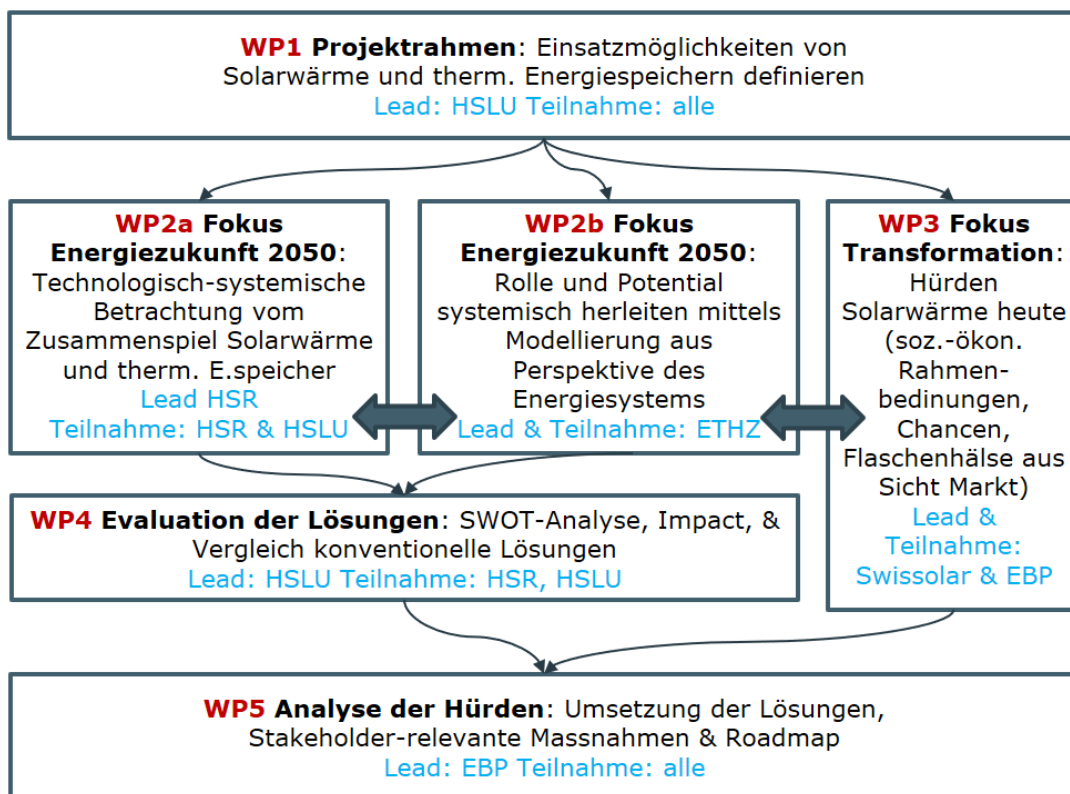 WP1 Projektrahmen: Einsatzmöglichkeiten von
Solarwärme und therm. Energiespeichern definieren
Lead: HSLU Teilnahme: alle
WP2a Fokus
Energiezukunft 2050:
Technologisch-systemische
Betrachtung vom
Zusammenspiel Solarwärme
und therm. E.speicher
Lead HSR
Teilnahme: HSR & HSLU
WP2b Fokus
Energiezukunft 2050:
Rolle und Potential
systemisch herleiten mittels
Modellierung aus
Perspektive des
Energiesystems
Lead & Teilnahme: ETHZ
WP3 Fokus
Transformation:
Hürden
Solarwärme heute
(soz.-ökon.
Rahmen-
bedinungen,
Chancen,
Flaschenhälse aus
Sicht Markt)
Lead &
Teilnahme:
Swissolar & EBP
WP4 Evaluation der Lösungen: SWOT-Analyse, Impact, &
Vergleich konventionelle Lösungen
Lead: HSLU Teilnahme: HSR, HSLU
WP5 Analyse der Hürden: Umsetzung der Lösungen,
Stakeholder-relevante Massnahmen & Roadmap
Lead: EBP Teilnahme: alle